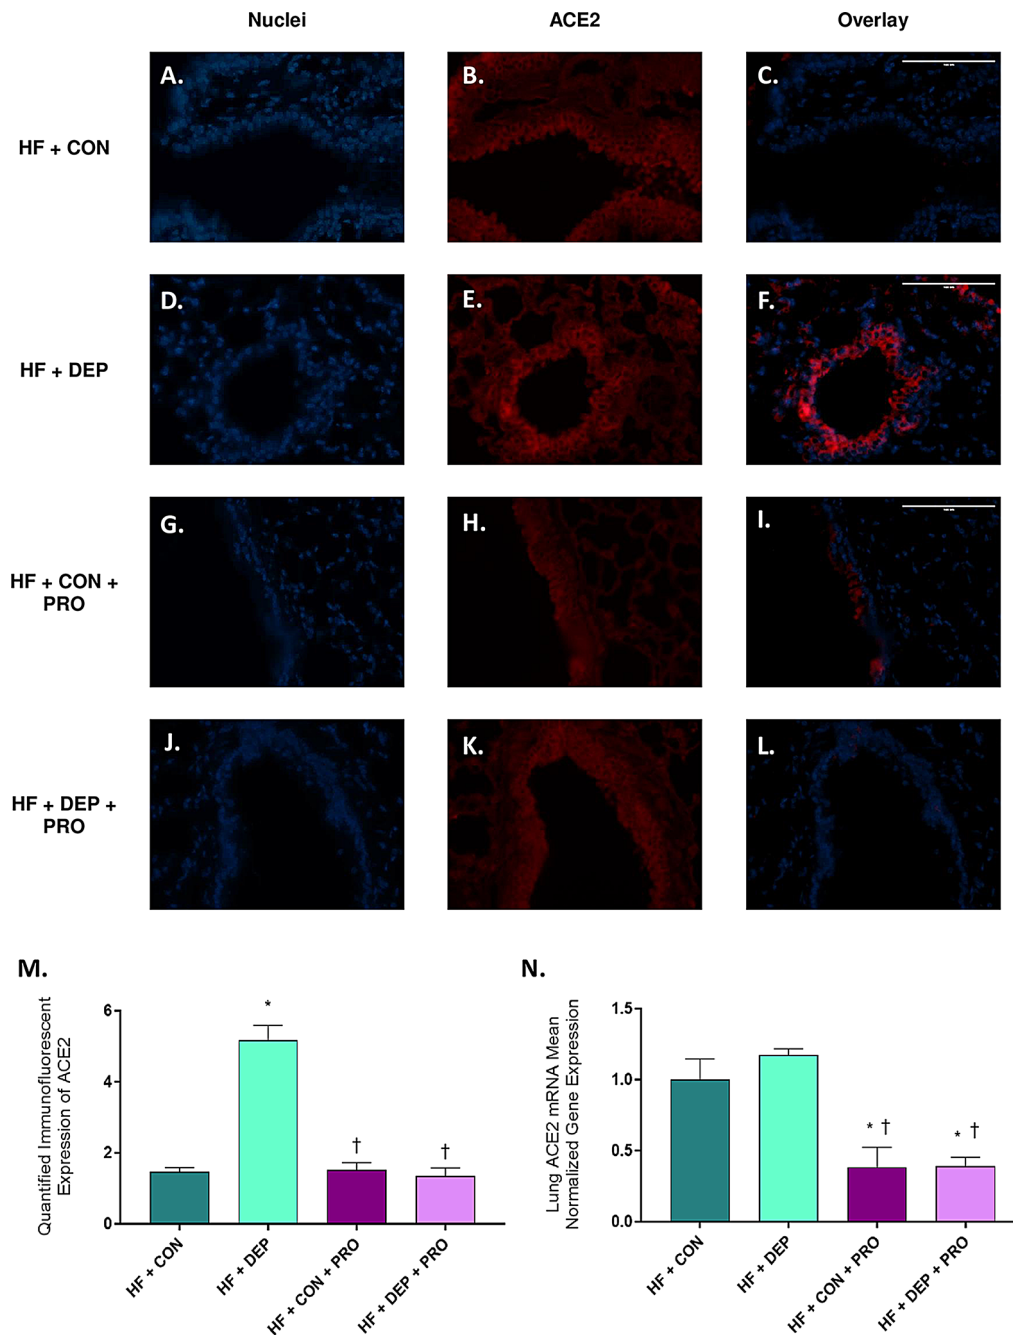 Nuclei
ACE2
Overlay
HF + CON
A.
B.
C.
HF + DEP
D.
E.
F.
HF + CON +
PRO
G.
H.
I.
HF + DEP +
PRO
J.
K.
L.
M.
Quantified Immunofluorescent
Expression of ACE2
6
4
2
0
*
†
†
HF + CON
HF + DEP
HF + CON + PRO
HF + DEP + PRO
N.
Lung ACE2 mRNA Mean
Normalized Gene Expression
1.5
1.0
0.5
0.0
* †
* †
HF + CON
HF + DEP
HF + CON + PRO
HF + DEP + PRO